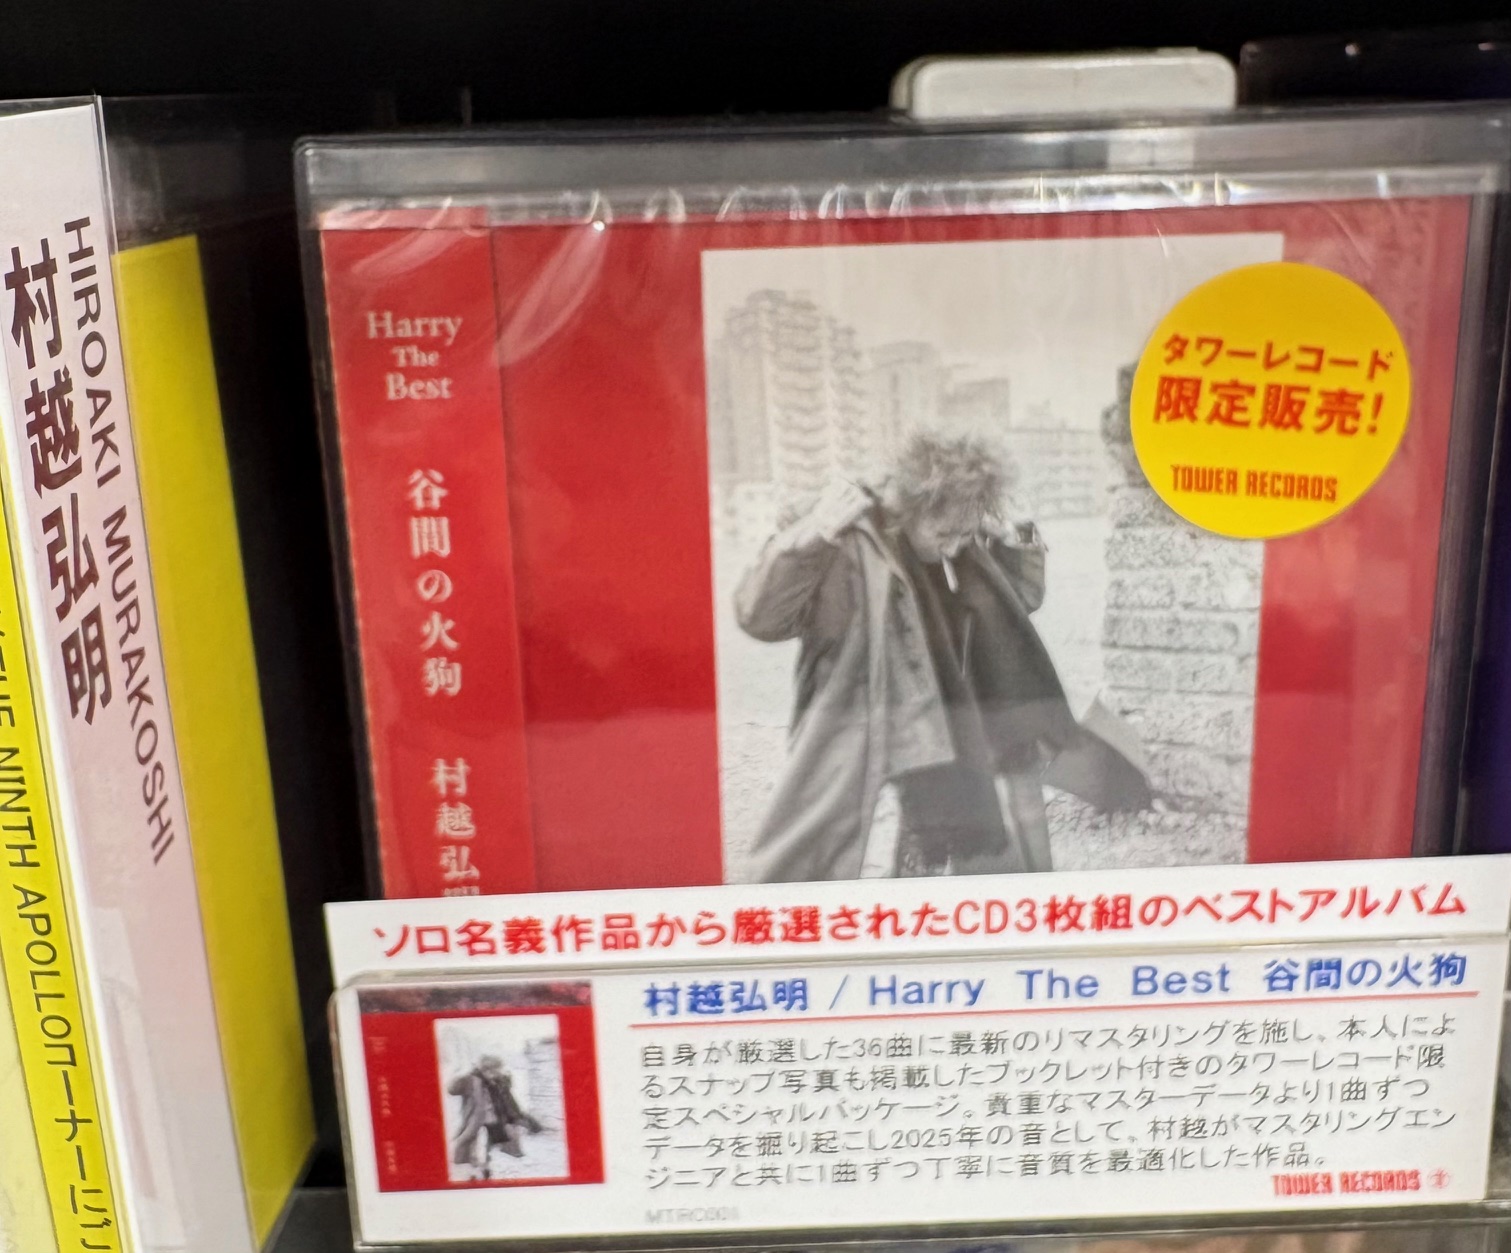 HIROAKI MURAKOSHI
村越弘明
THE NINTH APOLLO
コーナーにご
Harry
The
Best
谷間の火狗
村越弘明
タワーレコード
限定販売!
TOWER RECORDS
ソロ名義作品から厳選されたCD3枚組のベストアルバム
村越弘明 / Harry The Best 谷間の火狗
自身が厳選した36曲に最新のリマスタリングを施し、本人によ
るスナップ写真も掲載したブックレット付きのタワーレコード限
定スペシャルパッケージ。貴重なマスターデータより1曲ずつ
データを掘り起こし2025年の音として、村越がマスタリングエン
ジニアと共に1曲ずつ丁寧に音質を最適化した作品。
TOWER RECORDS